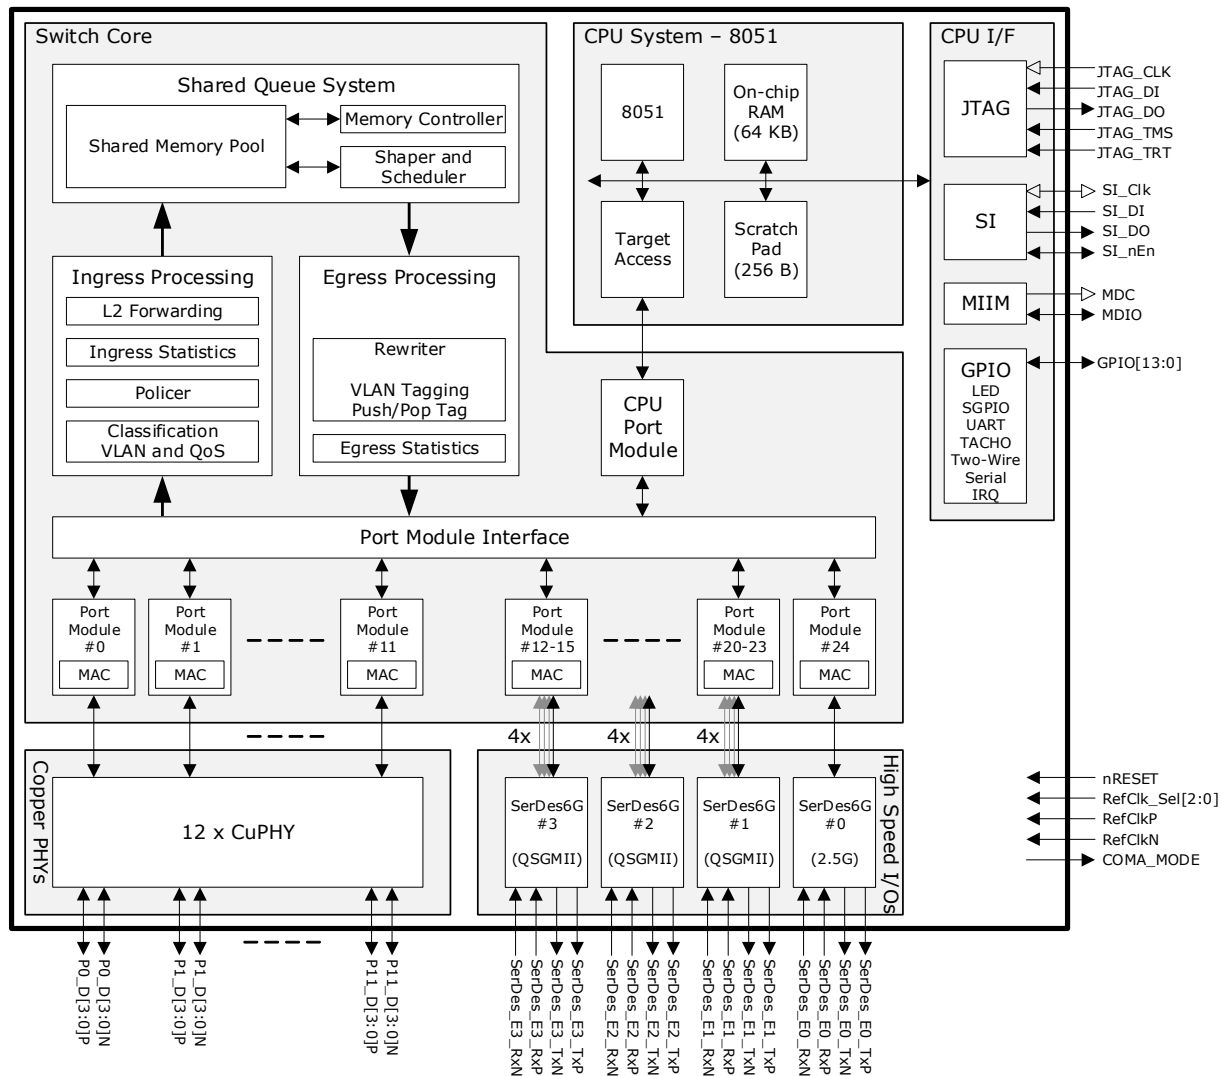 Switch Core
Shared Queue System
Shared Memory Pool
Memory Controller
Shaper and
Scheduler
Ingress Processing
L2 Forwarding
Ingress Statistics
Policer
Classification
VLAN and QoS
Egress Processing
Rewriter
VLAN Tagging
Push/Pop Tag
Egress Statistics
CPU System – 8051
8051
On-chip
RAM
(64 KB)
Target
Access
Scratch
Pad
(256 B)
CPU
Port
Module
CPU I/F
JTAG
JTAG_CLK
JTAG_DI
JTAG_DO
JTAG_TMS
JTAG_TRT
SI
SI_Clk
SI_DI
SI_DO
SI_nEn
MIIM
MDC
MDIO
GPIO
LED
SGPIO
UART
TACHO
Two-Wire
Serial
IRQ
GPIO[13:0]
Port Module Interface
Port
Module
#0
MAC
Port
Module
#1
MAC
Port
Module
#11
MAC
Port
Module
#12-15
MAC
Port
Module
#20-23
MAC
Port
Module
#24
MAC
4x
4x
4x
Copper PHYs
12 x CuPHY
SerDes6G
#3
(QSGMII)
SerDes6G
#2
(QSGMII)
SerDes6G
#1
(QSGMII)
SerDes6G
#0
(2.5G)
High Speed I/Os
nRESET
RefClk_Sel[2:0]
RefClkP
RefClkN
COMA_MODE
P0_D[3:0]P
P0_D[3:0]N
P1_D[3:0]P
P1_D[3:0]N
P11_D[3:0]P
P11_D[3:0]N
SerDes_E3_RxN
SerDes_E3_RxP
SerDes_E3_TxN
SerDes_E3_TxP
SerDes_E2_RxN
SerDes_E2_RxP
SerDes_E2_TxN
SerDes_E2_TxP
SerDes_E1_RxN
SerDes_E1_RxP
SerDes_E1_TxN
SerDes_E1_TxP
SerDes_E0_RxN
SerDes_E0_RxP
SerDes_E0_TxN
SerDes_E0_TxP